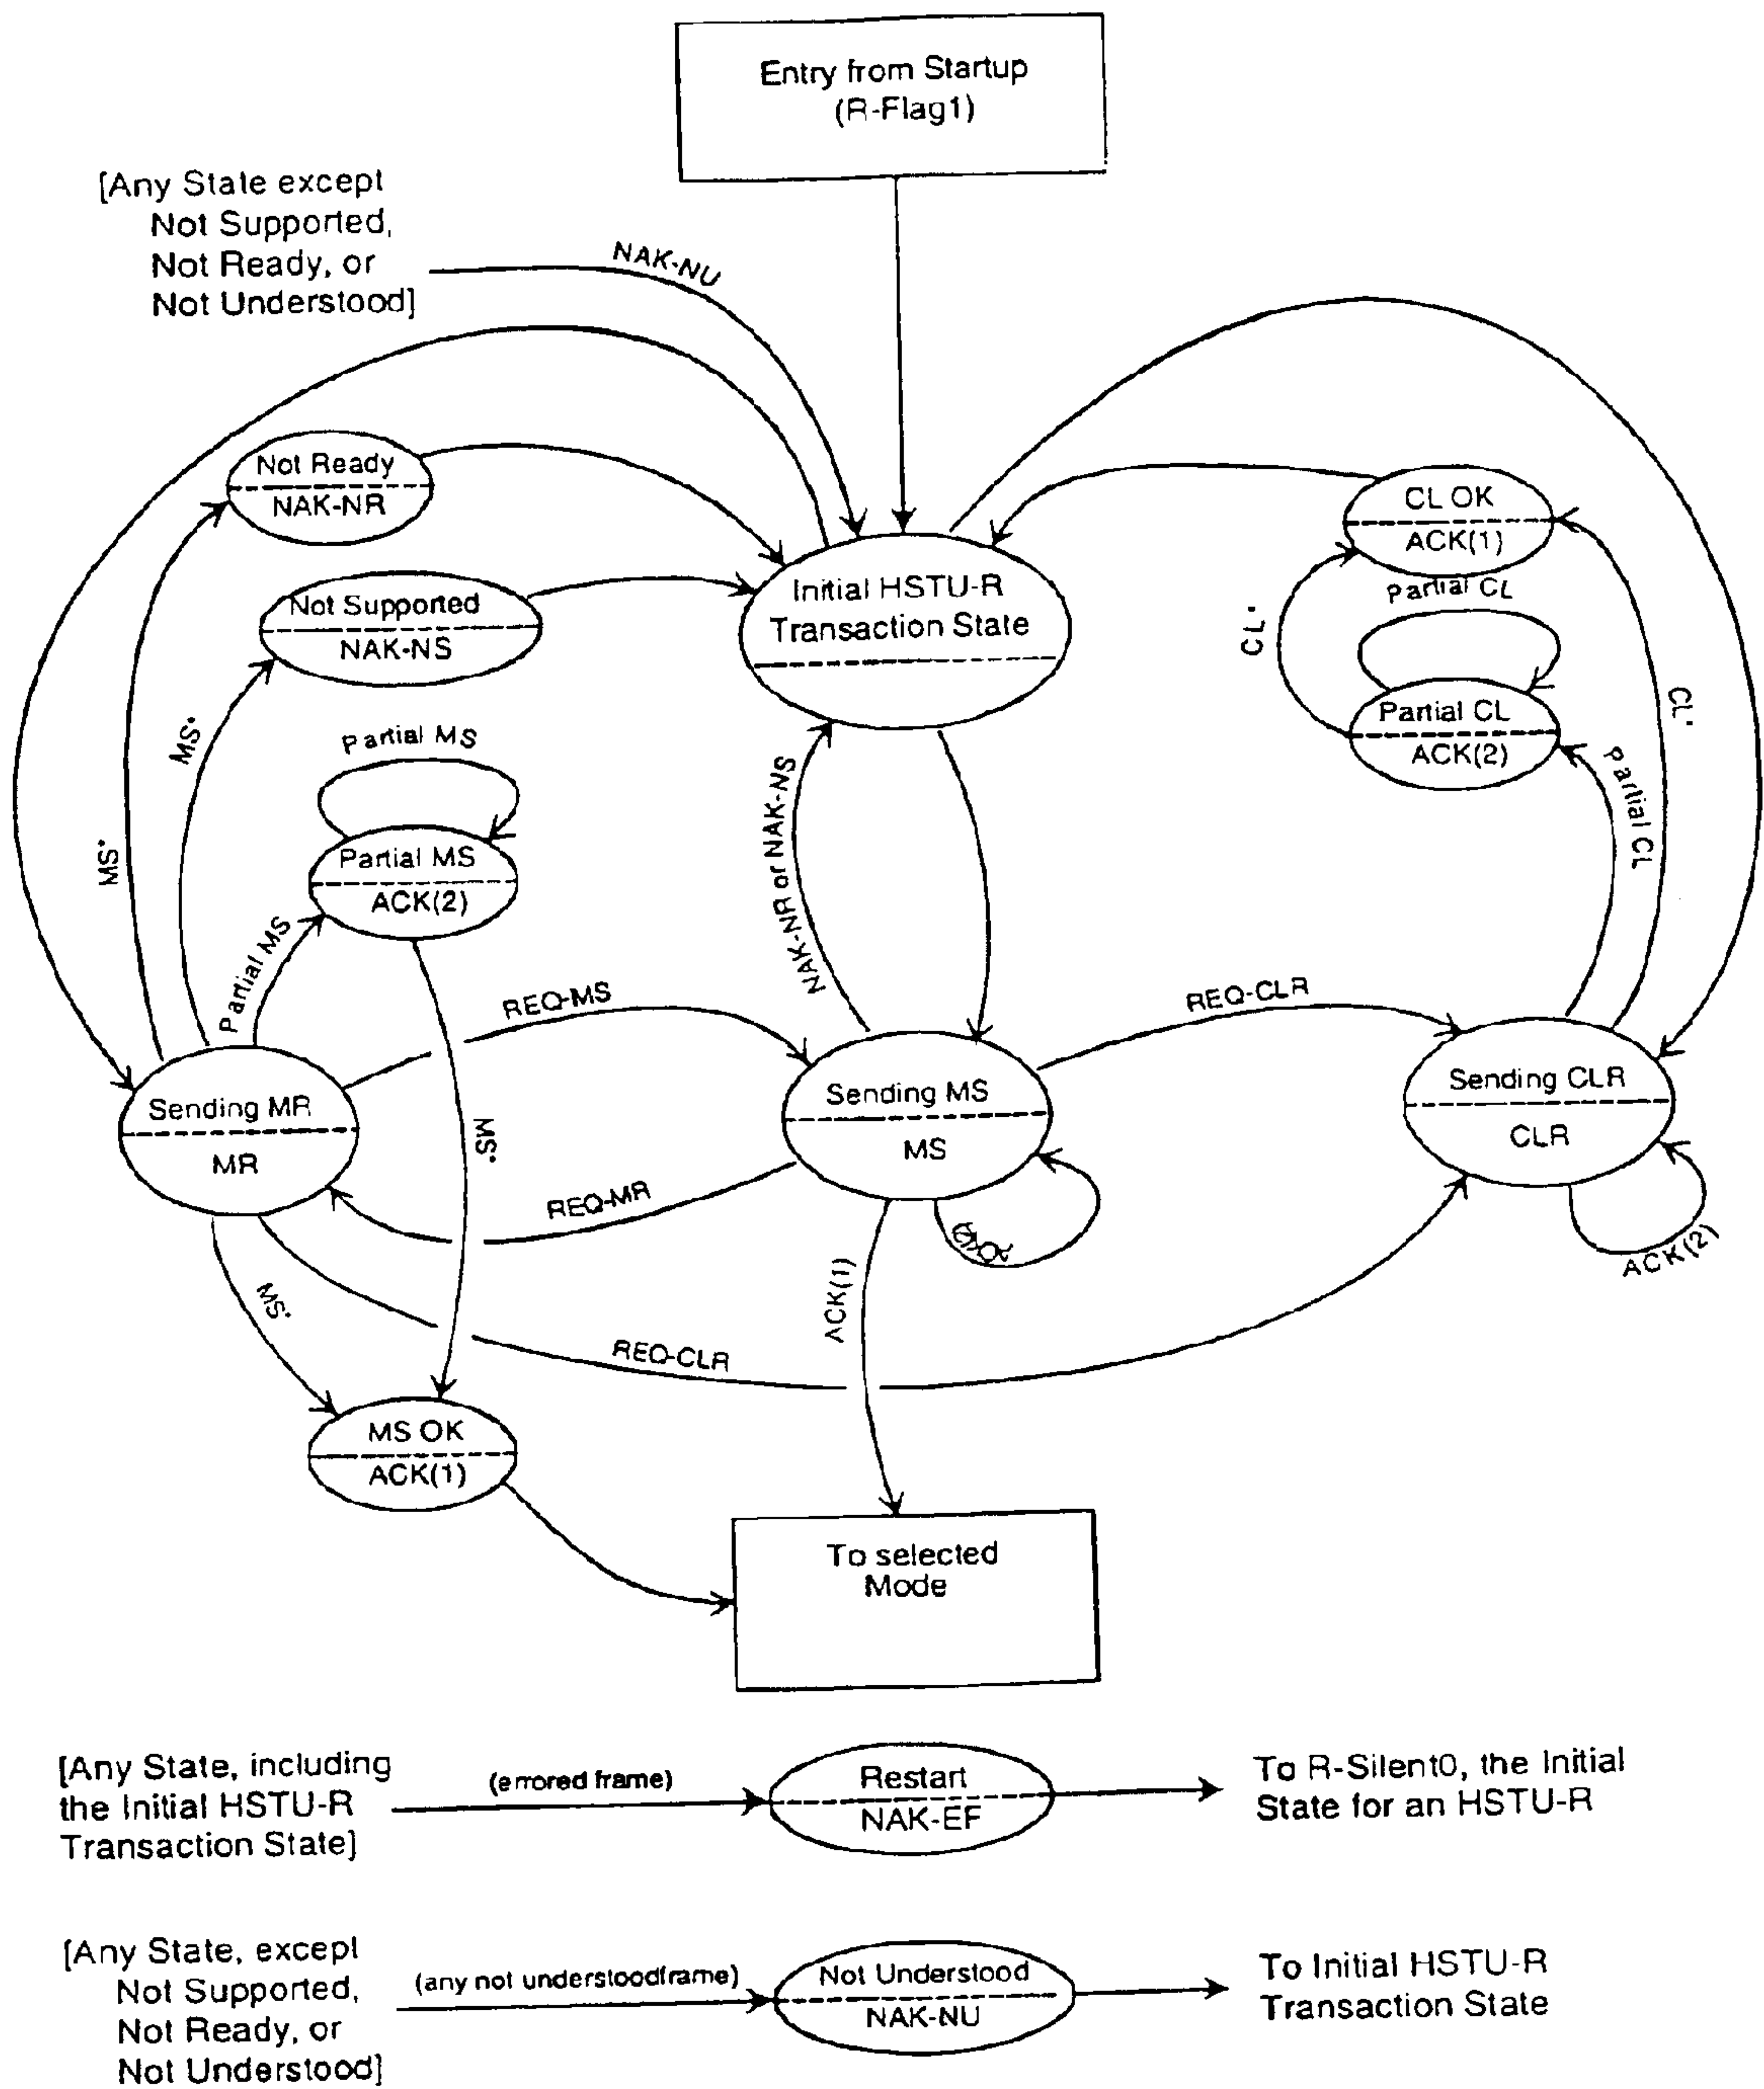 Entry from Startup
(R-Flag1)
[Any State except
Not Supported,
Not Ready, or
Not Understood]
NAK-NU
Not Ready
NAK-NR
Not Supported
NAK-NS
Initial HSTU-R
Transaction State
CL OK
ACK(1)
Partial CL
CL*
Partial CL
ACK(2)
CL*
Partial CL
MS*
MS*
Partial MS
Partial MS
ACK(2)
Partial MS
NAK-NR or NAK-NS
REQ-MS
REQ-CLR
Sending MR
MR
MS*
Sending MS
MS
Sending CLR
CLR
REQ-MR
ACK(2)
MS*
ACK(1)
REQ-CLR
MS OK
ACK(1)
To selected
Mode
[Any State, including
the Initial HSTU-R
Transaction State]
(errored frame)
Restart
NAK-EF
To R-Silent0, the Initial
State for an HSTU-R
[Any State, except
Not Supported,
Not Ready, or
Not Understood]
(any not understoodframe)
Not Understood
NAK-NU
To Initial HSTU-R
Transaction State